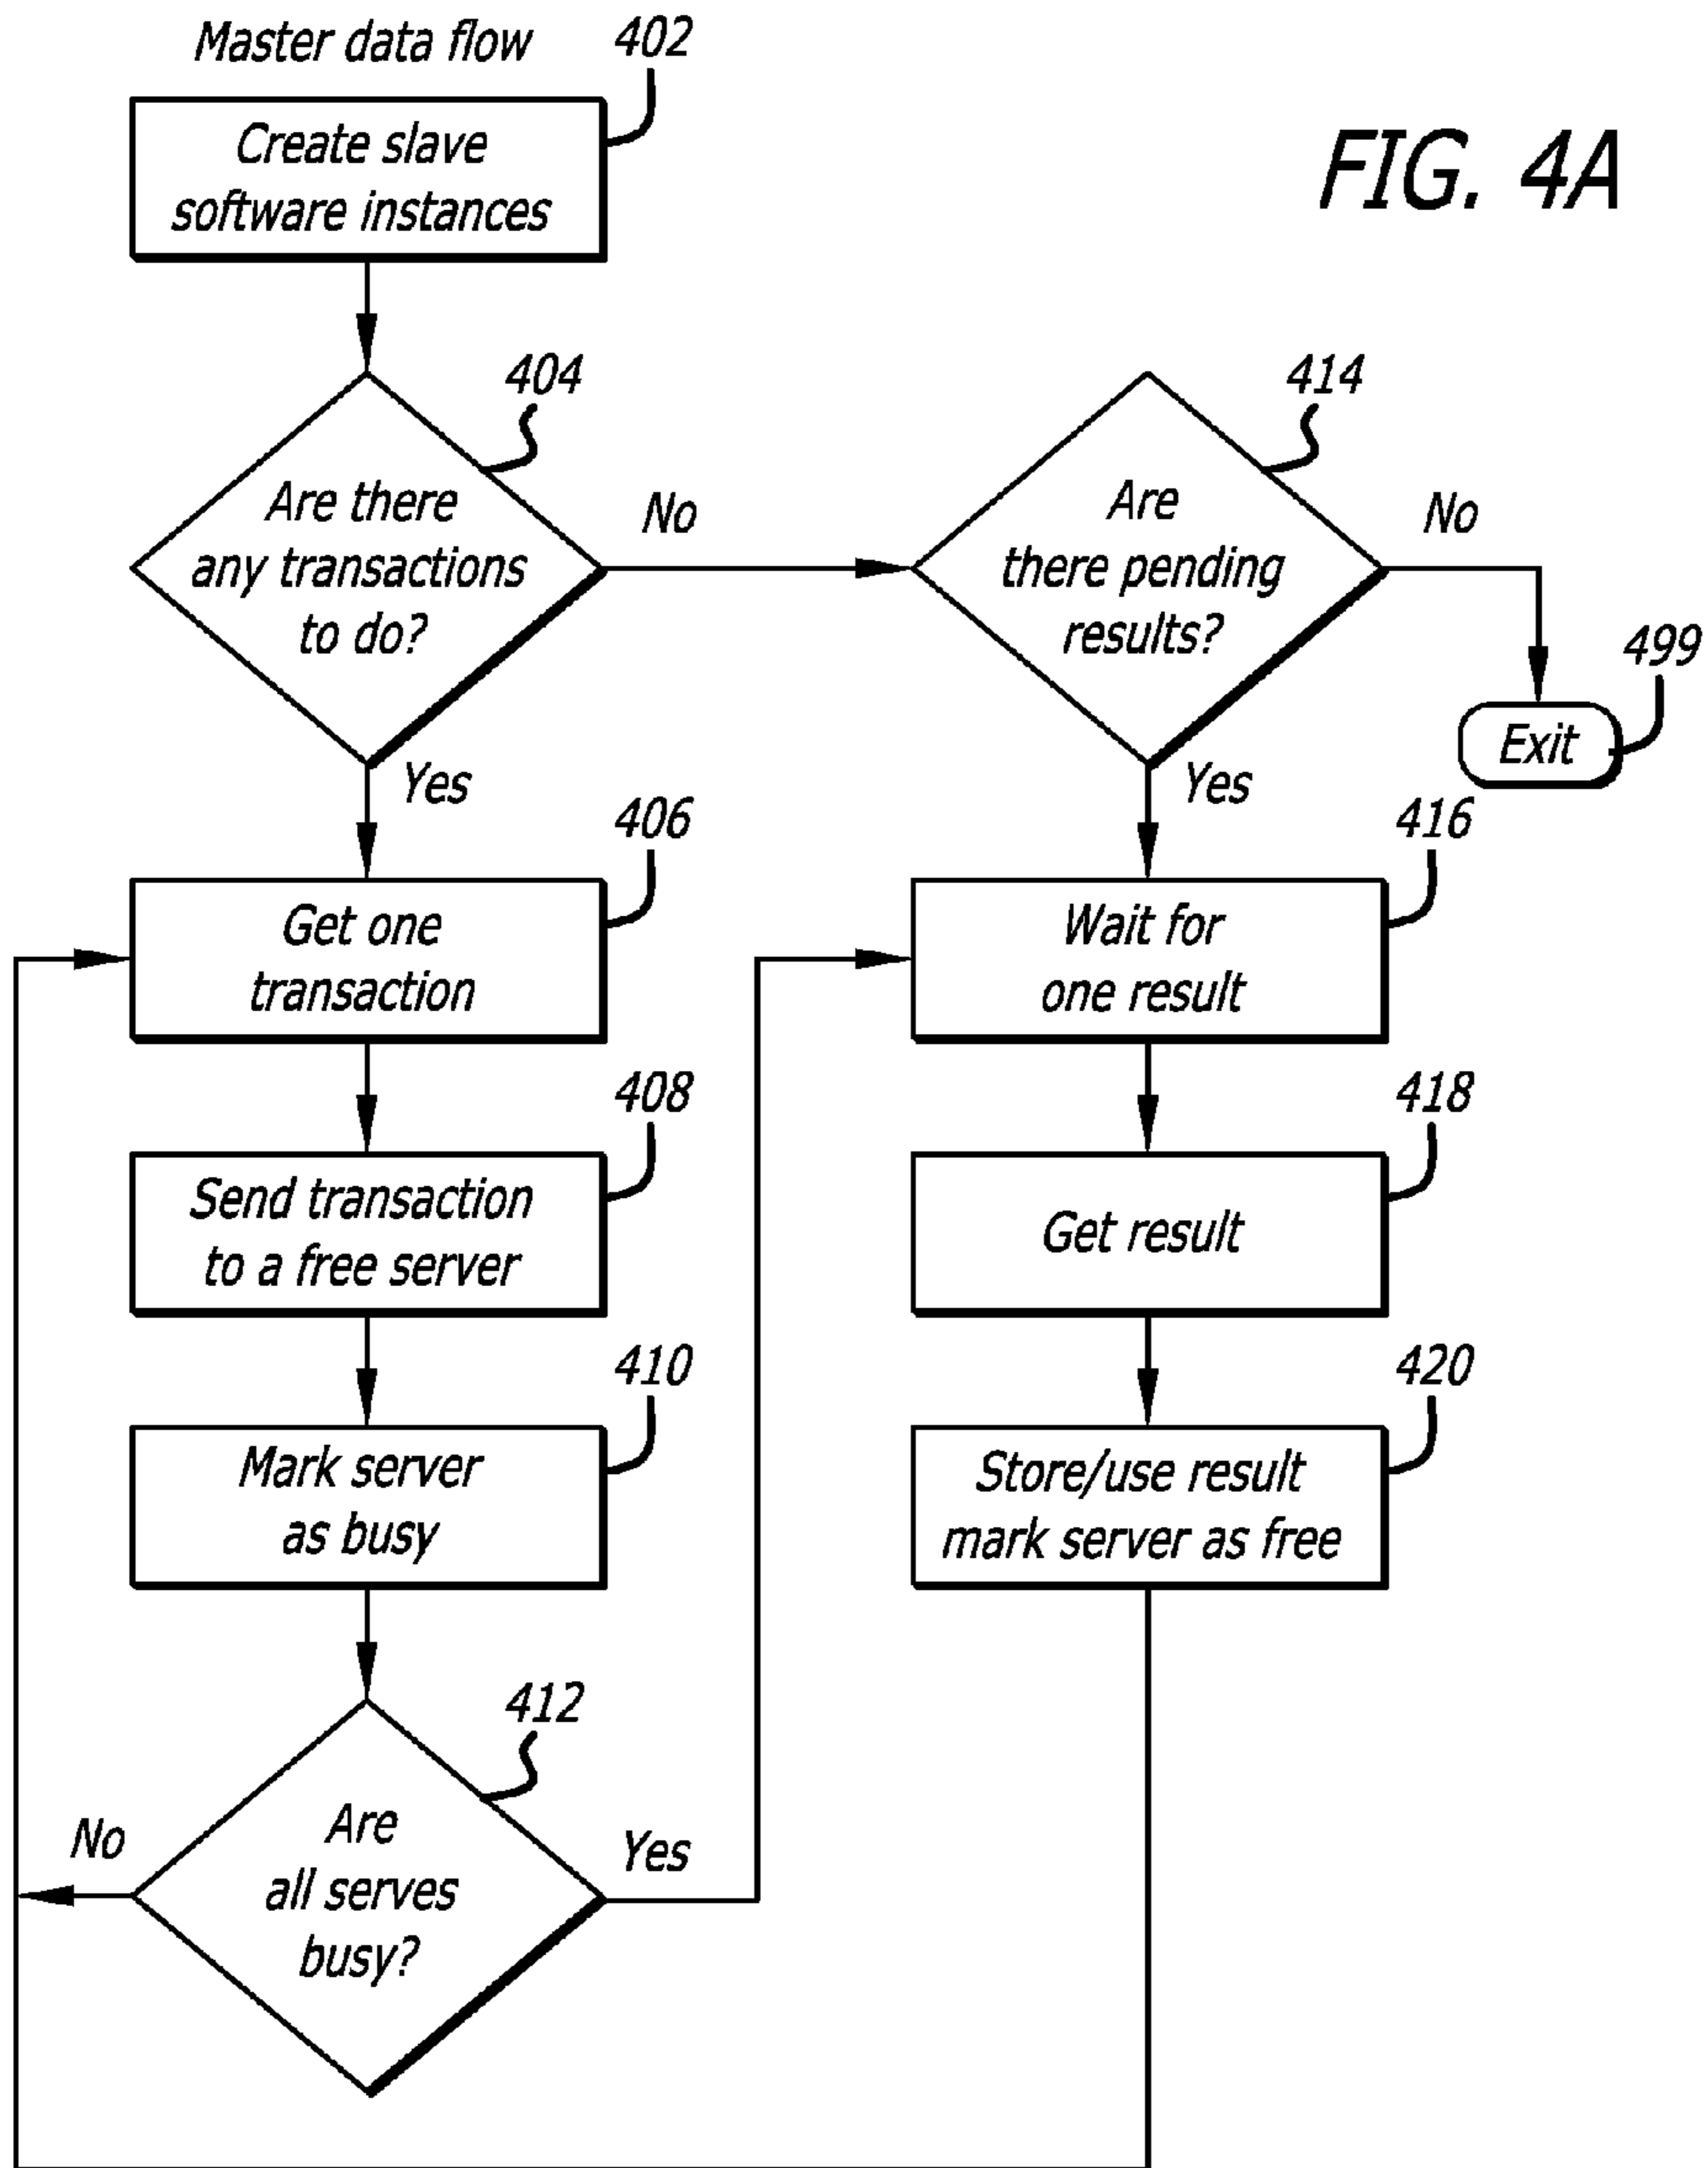 Master data flow
402
Create slave
software instances
FIG. 4A
404
Are there
any transactions
to do?
No
Yes
414
Are
there pending
results?
No
Yes
499
Exit
406
Get one
transaction
416
Wait for
one result
408
Send transaction
to a free server
418
Get result
410
Mark server
as busy
420
Store/use result
mark server as free
412
Are
all serves
busy?
No
Yes